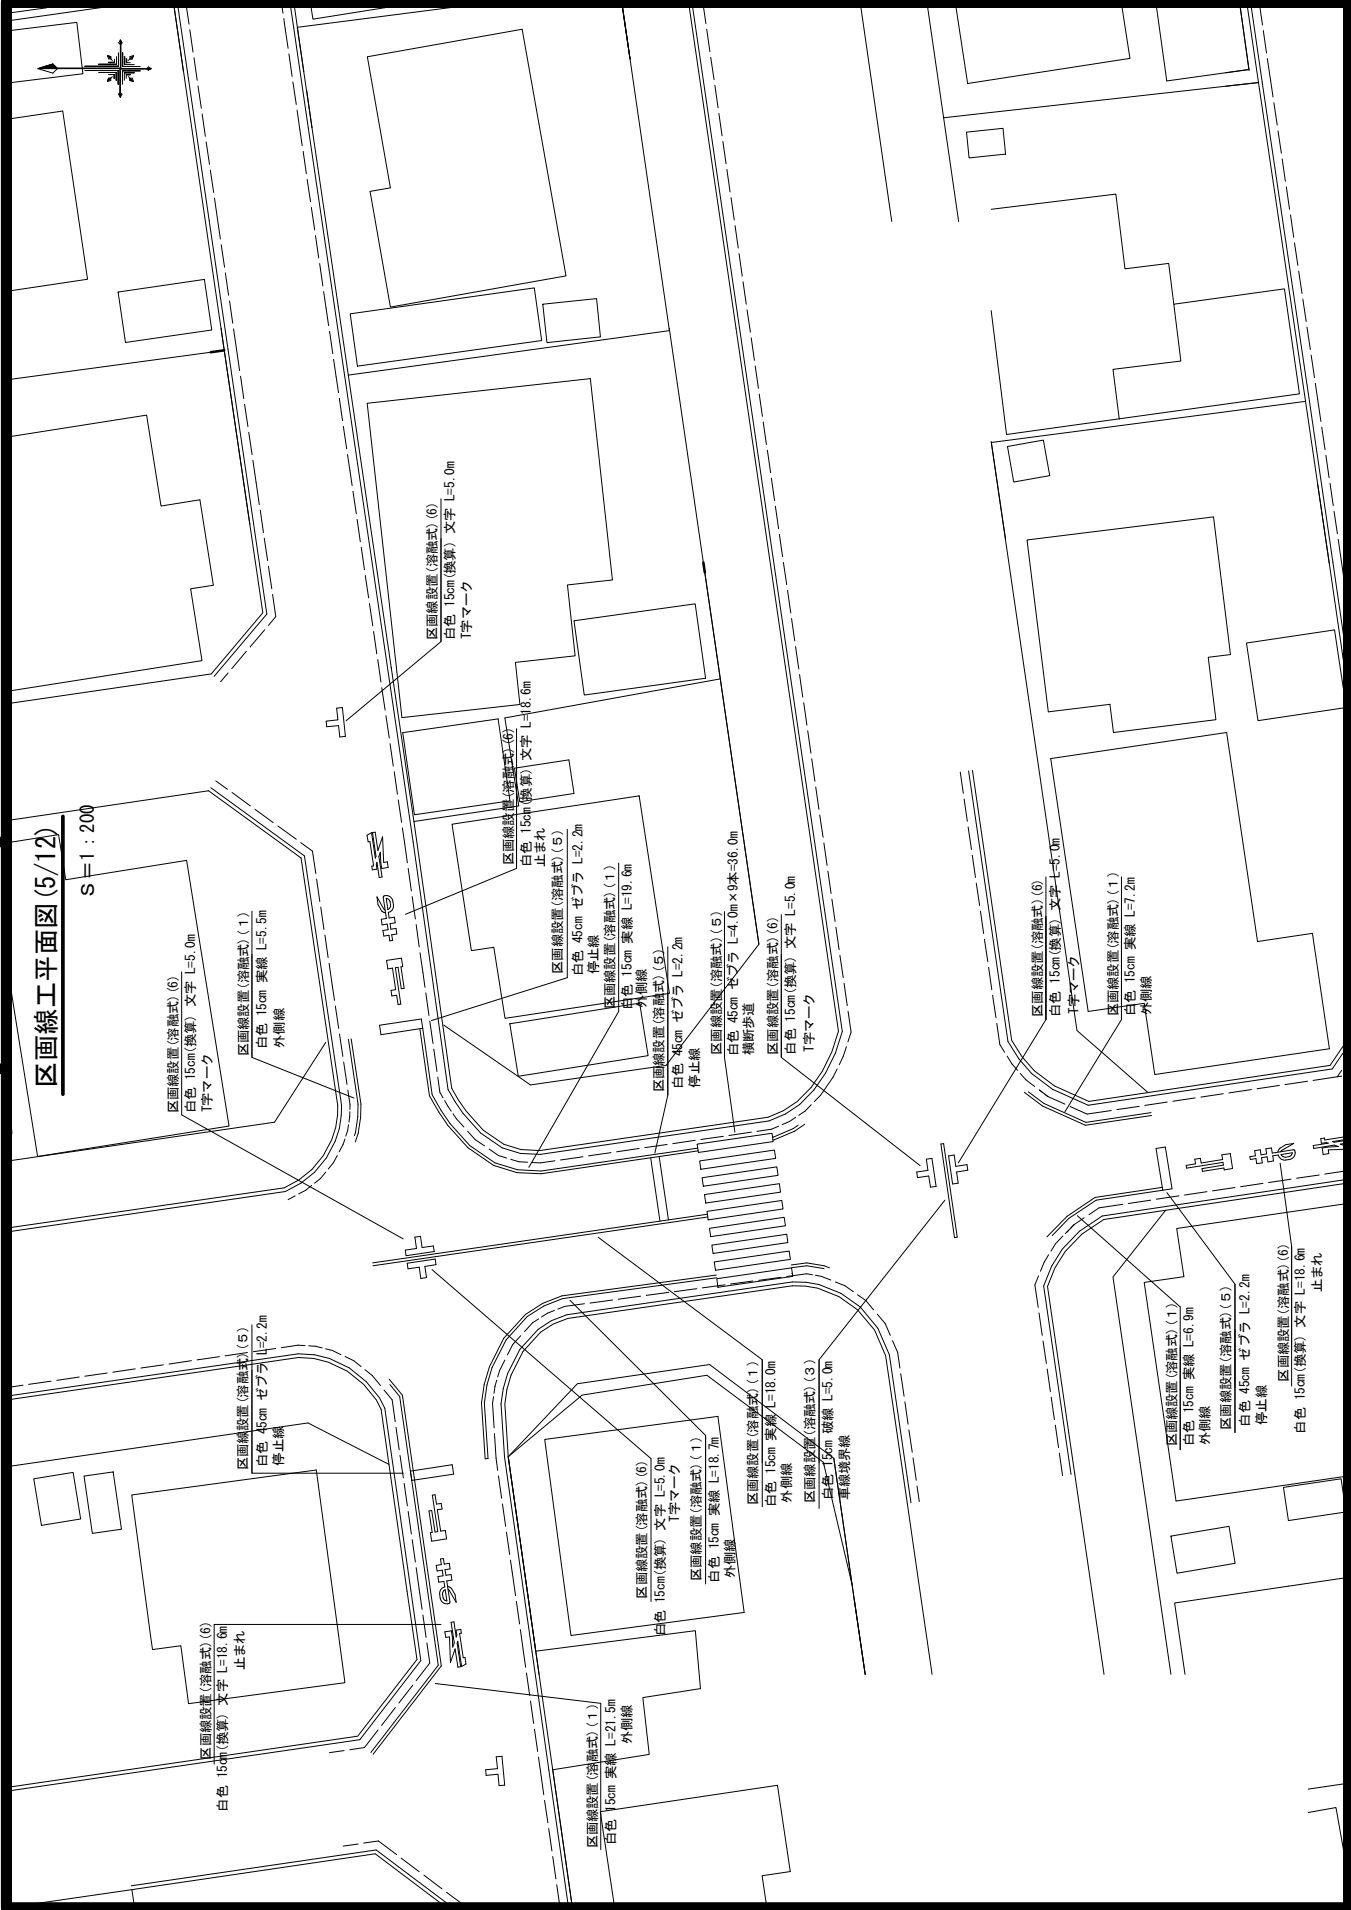 区画線工平面図(5/12)
S=1:200
区画線設置(溶融式)(6)
白色 15cm(換算) 文字 L=18.6m
止まれ
区画線設置(溶融式)(5)
白色 45cm ゼブラ L=2.2m
停止線
区画線設置(溶融式)(6)
白色 15cm(換算) 文字 L=5.0m
T字マーク
区画線設置(溶融式)(1)
白色 15cm 実線 L=5.5m
外側線
区画線設置(溶融式)(6)
白色 15cm(換算) 文字 L=5.0m
T字マーク
区画線設置(溶融式)(6)
白色 15cm(換算) 文字 L=18.6m
止まれ
区画線設置(溶融式)(5)
白色 45cm ゼブラ L=2.2m
停止線
区画線設置(溶融式)(1)
白色 15cm 実線 L=19.6m
外側線
区画線設置(溶融式)(5)
白色 45cm ゼブラ L=2.2m
停止線
区画線設置(溶融式)(5)
白色 45cm ゼブラ L=4.0m×9本=36.0m
横断歩道
区画線設置(溶融式)(6)
白色 15cm(換算) 文字 L=5.0m
T字マーク
区画線設置(溶融式)(1)
白色 15cm 実線 L=21.5m
外側線
区画線設置(溶融式)(6)
白色 15cm(換算) 文字 L=5.0m
T字マーク
区画線設置(溶融式)(1)
白色 15cm 実線 L=18.7m
外側線
区画線設置(溶融式)(1)
白色 15cm 実線 L=18.0m
外側線
区画線設置(溶融式)(3)
白色 15cm 破線 L=5.0m
車線境界線
区画線設置(溶融式)(6)
白色 15cm(換算) 文字 L=5.0m
T字マーク
区画線設置(溶融式)(1)
白色 15cm 実線 L=7.2m
外側線
区画線設置(溶融式)(1)
白色 15cm 実線 L=6.9m
外側線
区画線設置(溶融式)(5)
白色 45cm ゼブラ L=2.2m
停止線
区画線設置(溶融式)(6)
白色 15cm(換算) 文字 L=18.6m
止まれ
止まれ
止まれ
止まれ